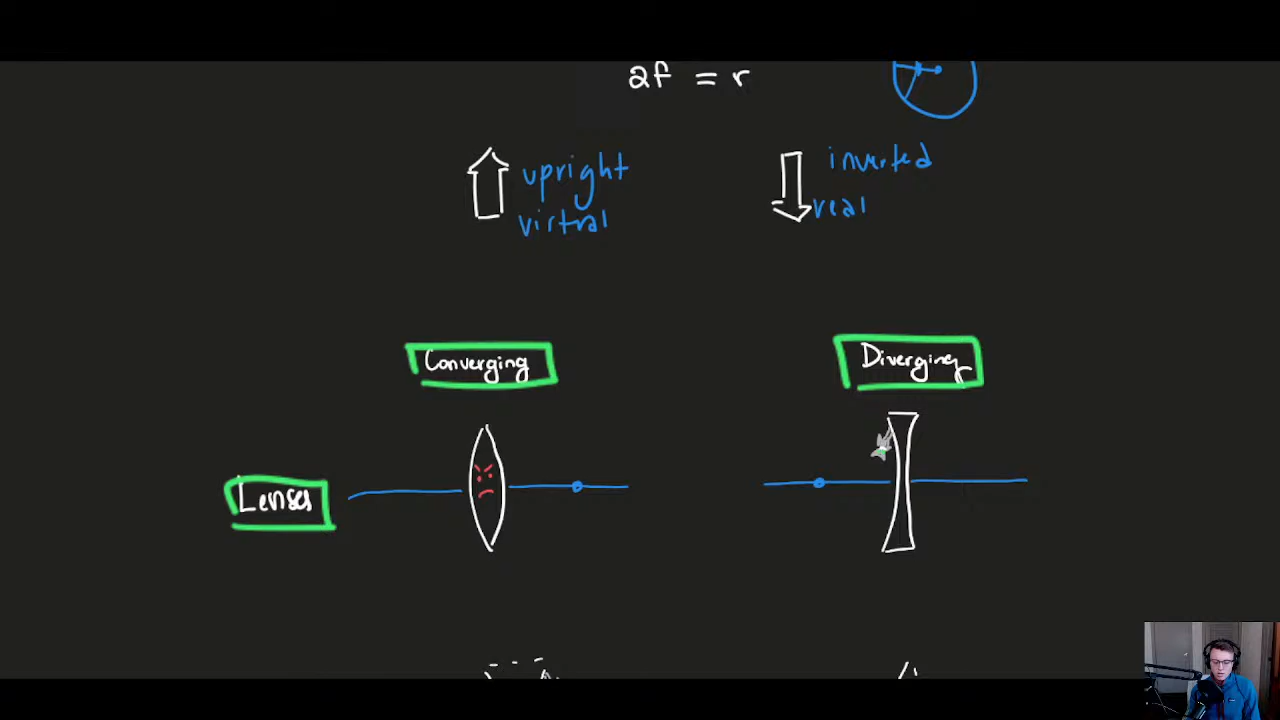 2f = r
upright
virtual
inverted
real
Converging
Diverging
Lenses